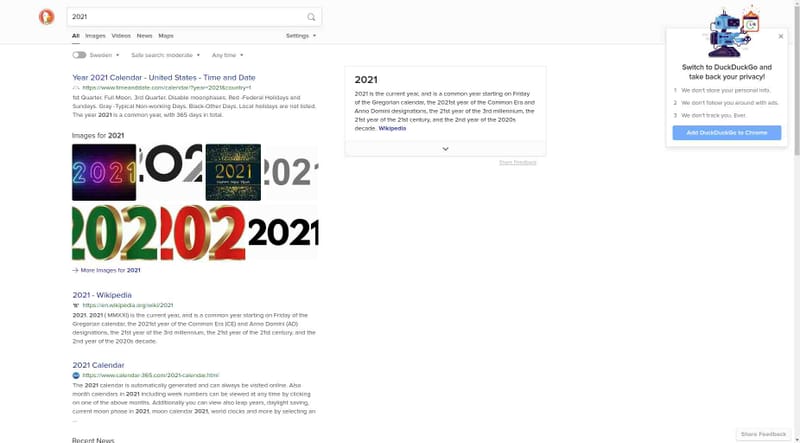 2021
All Images Videos News Maps Settings
Sweden Safe search: moderate Any time
Year 2021 Calendar - United States - Time and Date
https://www.timeanddate.com/calendar/?year=2021&country=1
1st Quarter. Full Moon. 3rd Quarter. Disable moonphases. Red -Federal Holidays and
Sundays. Gray -Typical Non-working Days. Black-Other Days. Local holidays are not listed.
The year 2021 is a common year, with 365 days in total.
Images for 2021
2021
202
2021
2021
202
202
2021
More Images for 2021
2021 - Wikipedia
https://en.wikipedia.org/wiki/2021
2021. 2021 ( MMXXI) is the current year, and is a common year starting on Friday of the
Gregorian calendar, the 2021st year of the Common Era (CE) and Anno Domini (AD)
designations, the 21st year of the 3rd millennium, the 21st year of the 21st century, and the
2nd year of the 2020s decade.
2021 Calendar
https://www.calendar-365.com/2021-calendar.html
The 2021 calendar is automatically generated and can always be visited online. Also
month calendars in 2021 including week numbers can be viewed at any time by clicking
on one of the above months. Additionally you can view also leap years, daylight saving,
current moon phase in 2021, moon calendar 2021, world clocks and more by selecting an
...
Recent News
2021
2021 is the current year, and is a common year starting on Friday
of the Gregorian calendar, the 2021st year of the Common Era and
Anno Domini designations, the 21st year of the 3rd millennium, the
21st year of the 21st century, and the 2nd year of the 2020s
decade. Wikipedia
Share Feedback
Switch to DuckDuckGo and
take back your privacy!
1 We don't store your personal info.
2 We don't follow you around with ads.
3 We don't track you. Ever.
Add DuckDuckGo to Chrome
Share Feedback